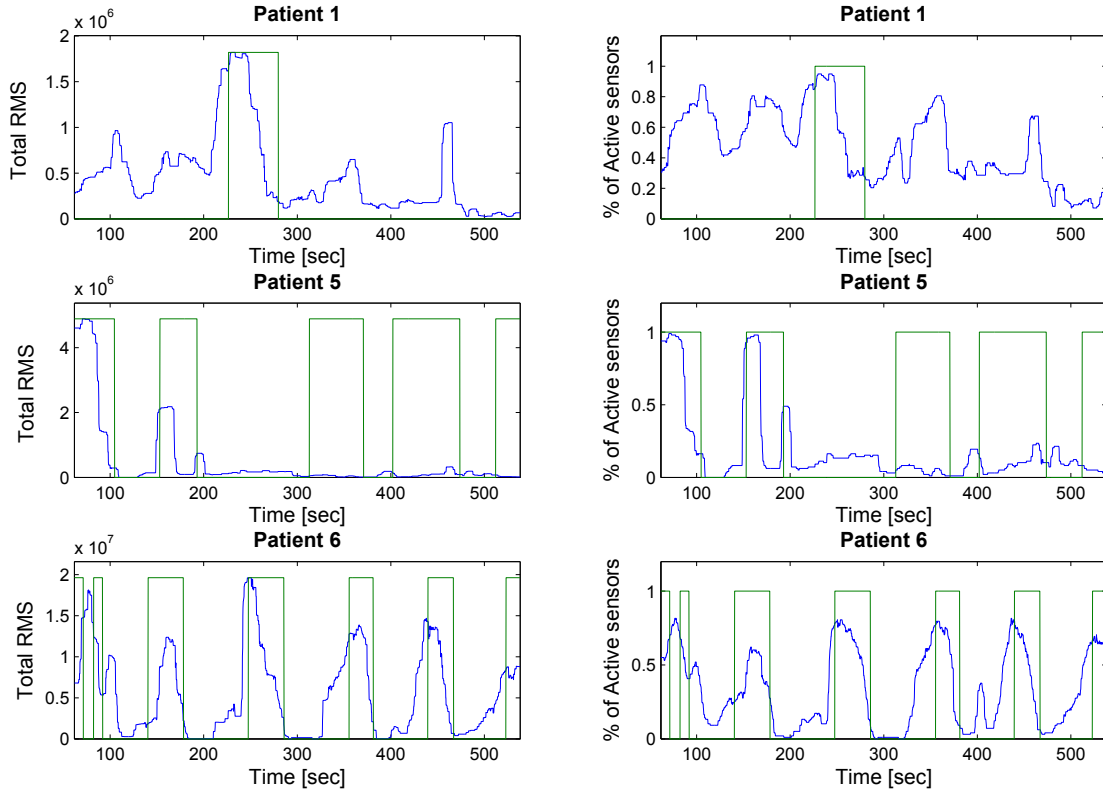 Patient 1
x 10^6
Total RMS
2
1.5
1
0.5
0
100 200 300 400 500
Time [sec]
Patient 1
% of Active sensors
1
0.8
0.6
0.4
0.2
0
100 200 300 400 500
Time [sec]
Patient 5
x 10^6
Total RMS
4
2
0
100 200 300 400 500
Time [sec]
Patient 5
% of Active sensors
1
0.5
0
100 200 300 400 500
Time [sec]
Patient 6
x 10^7
Total RMS
2
1.5
1
0.5
0
100 200 300 400 500
Time [sec]
Patient 6
% of Active sensors
1
0.5
0
100 200 300 400 500
Time [sec]